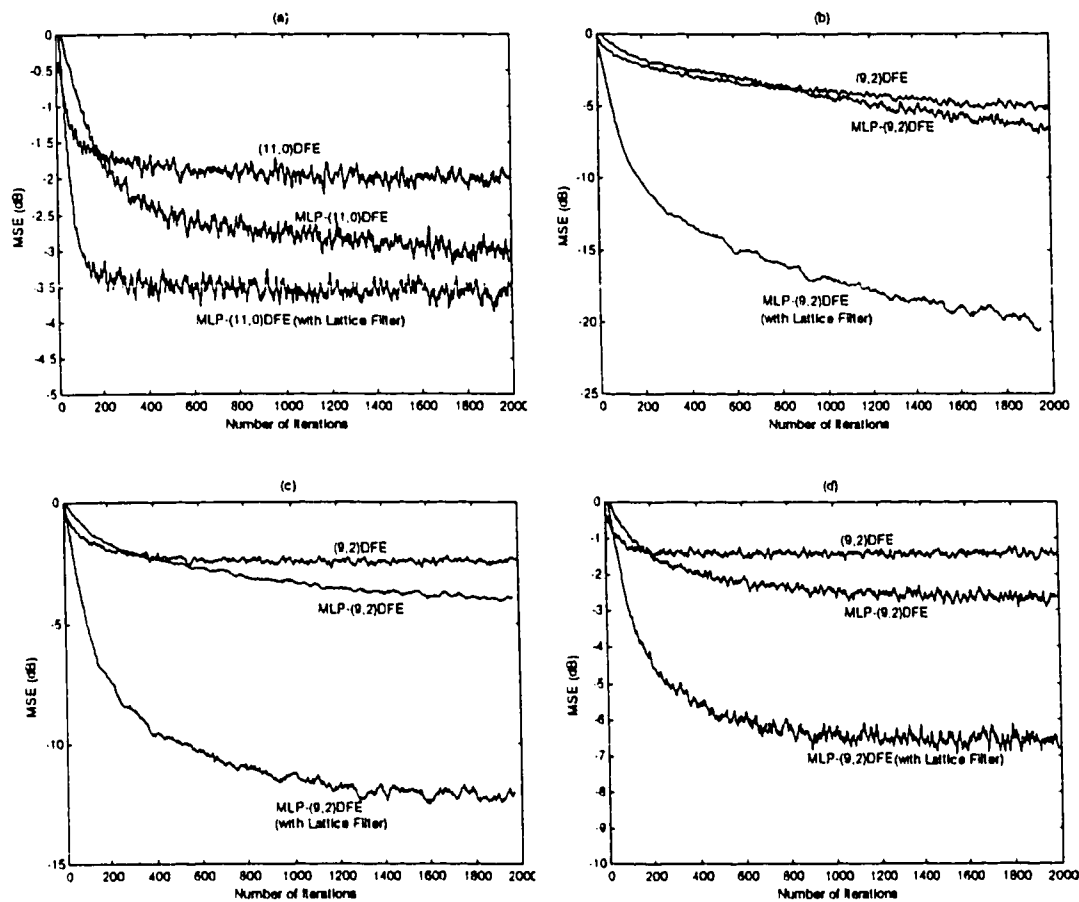 (a)
0
-0.5
-1
-1.5
-2
-2.5
-3
-3.5
-4
-4 5
-5
MSE (dB)
(11,0)DFE
MLP-(11,0)DFE
MLP-(11,0)DFE (with Lattice Filter)
0 200 400 600 800 1000 1200 1400 1600 1800 2000
Number of Iterations
(b)
0
-5
-10
-15
-20
-25
MSE (dB)
(9,2)DFE
MLP-(9,2)DFE
MLP-(9,2)DFE
(with Lattice Filter)
0 200 400 600 800 1000 1200 1400 1600 1800 2000
Number of Iterations
(c)
0
-5
-10
-15
MSE (dB)
(9,2)DFE
MLP-(9,2)DFE
MLP-(9,2)DFE
(with Lattice Filter)
0 200 400 600 800 1000 1200 1400 1600 1800 2000
Number of Iterations
(d)
0
-1
-2
-3
-4
-5
-6
-7
-8
-9
-10
MSE (dB)
(9,2)DFE
MLP-(9,2)DFE
MLP-(9,2)DFE (with Lattice Filter)
0 200 400 600 800 1000 1200 1400 1600 1800 2000
Number of Iterations